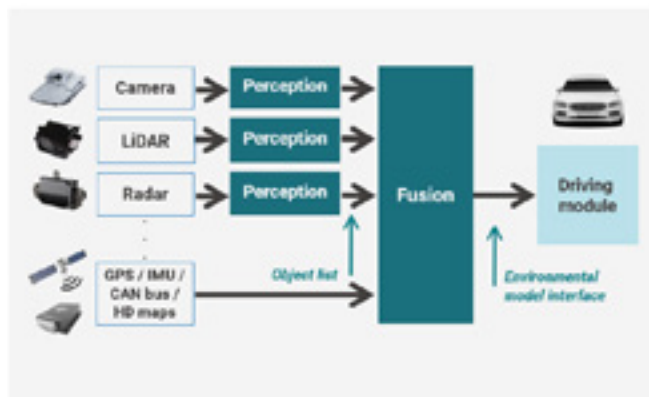 Camera
Perception
LiDAR
Perception
Radar
Perception
Fusion
Driving
module
GPS / IMU /
CAN bus /
HD maps
Object list
Environmental
model interface